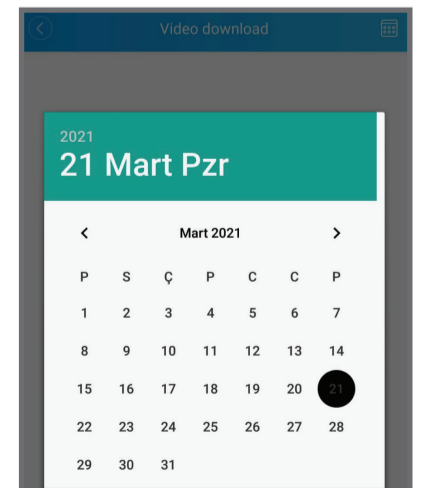 Video download
2021
21 Mart Pzr
Mart 2021
P S Ç P C C P
1 2 3 4 5 6 7
8 9 10 11 12 13 14
15 16 17 18 19 20 21
22 23 24 25 26 27 28
29 30 31